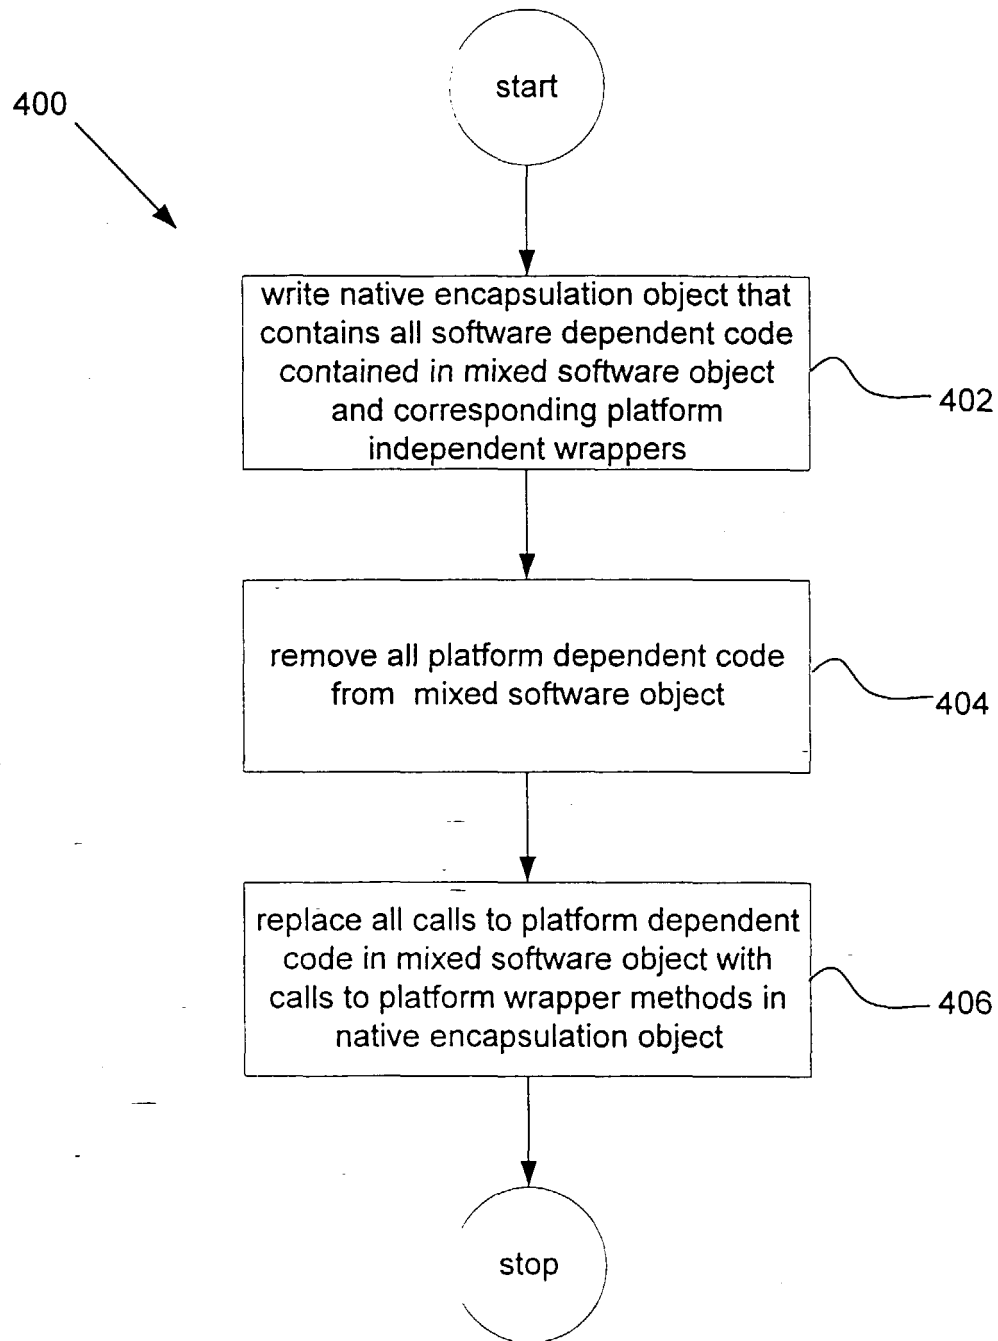 start
400
write native encapsulation object that
contains all software dependent code
contained in mixed software object
and corresponding platform
independent wrappers
402
remove all platform dependent code
from mixed software object
404
replace all calls to platform dependent
code in mixed software object with
calls to platform wrapper methods in
native encapsulation object
406
stop